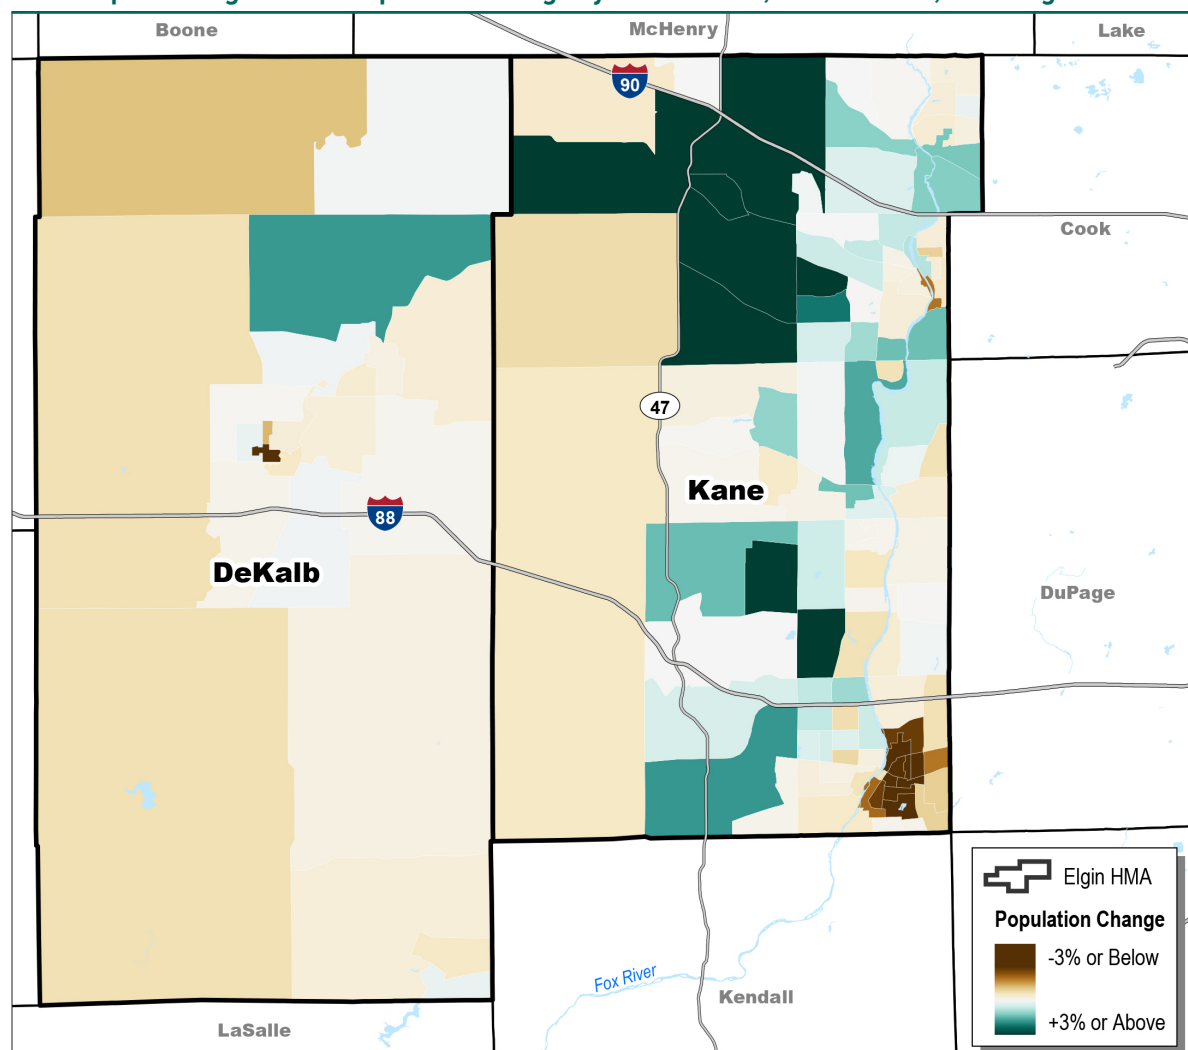 Boone
McHenry
Lake
90
Cook
47
Kane
88
DeKalb
DuPage
Elgin HMA
Population Change
-3% or Below
+3% or Above
Fox River
Kendall
LaSalle